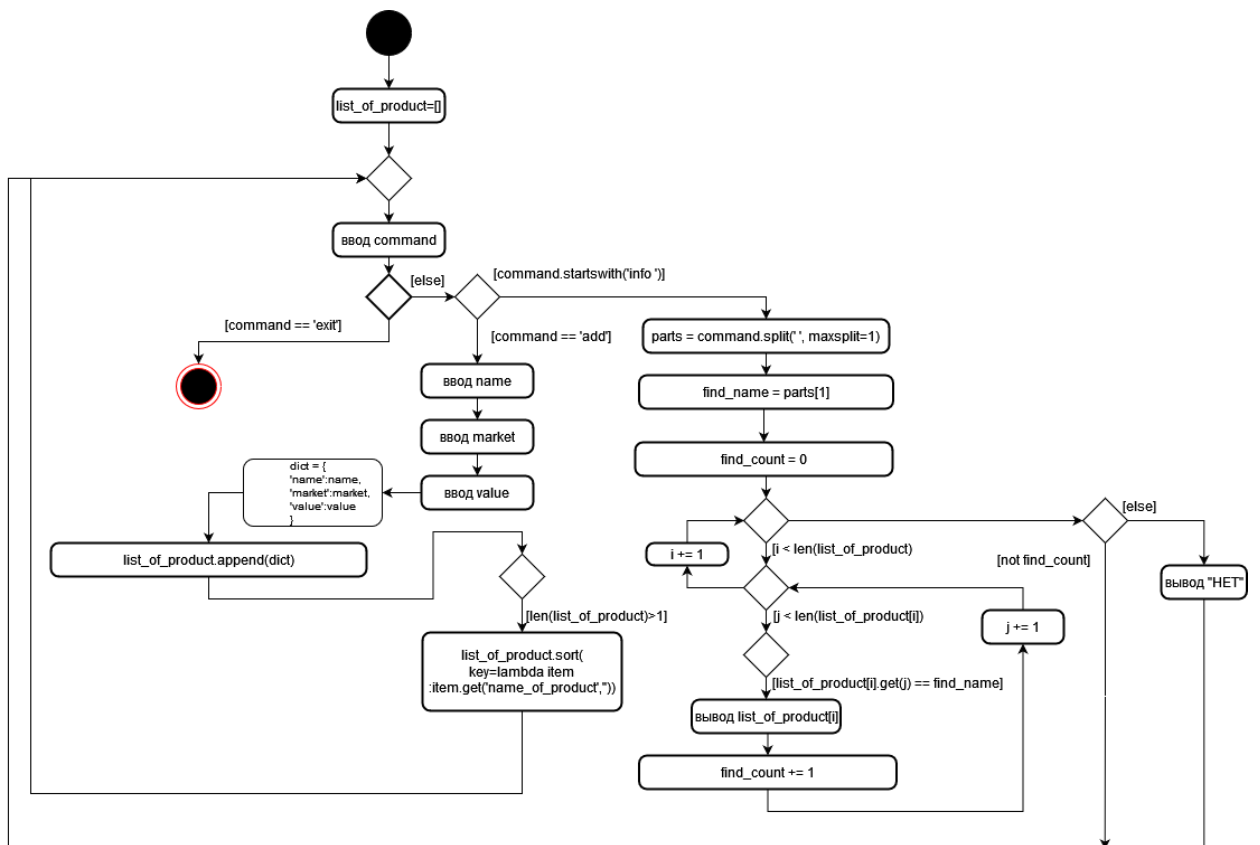 list_of_product=[]
ввод command
[else]
[command.startswith('info ')]
[command == 'exit']
[command == 'add']
parts = command.split(' ', maxsplit=1)
ввод name
find_name = parts[1]
ввод market
find_count = 0
dict = {
'name':name,
'market':market,
'value':value
}
ввод value
[else]
list_of_product.append(dict)
i += 1
[i < len(list_of_product)
[not find_count]
вывод "НЕТ"
[len(list_of_product)>1]
[j < len(list_of_product[i])
j += 1
list_of_product.sort(
key=lambda item
:item.get('name_of_product',''))
[list_of_product[i].get(j) == find_name]
вывод list_of_product[i]
find_count += 1